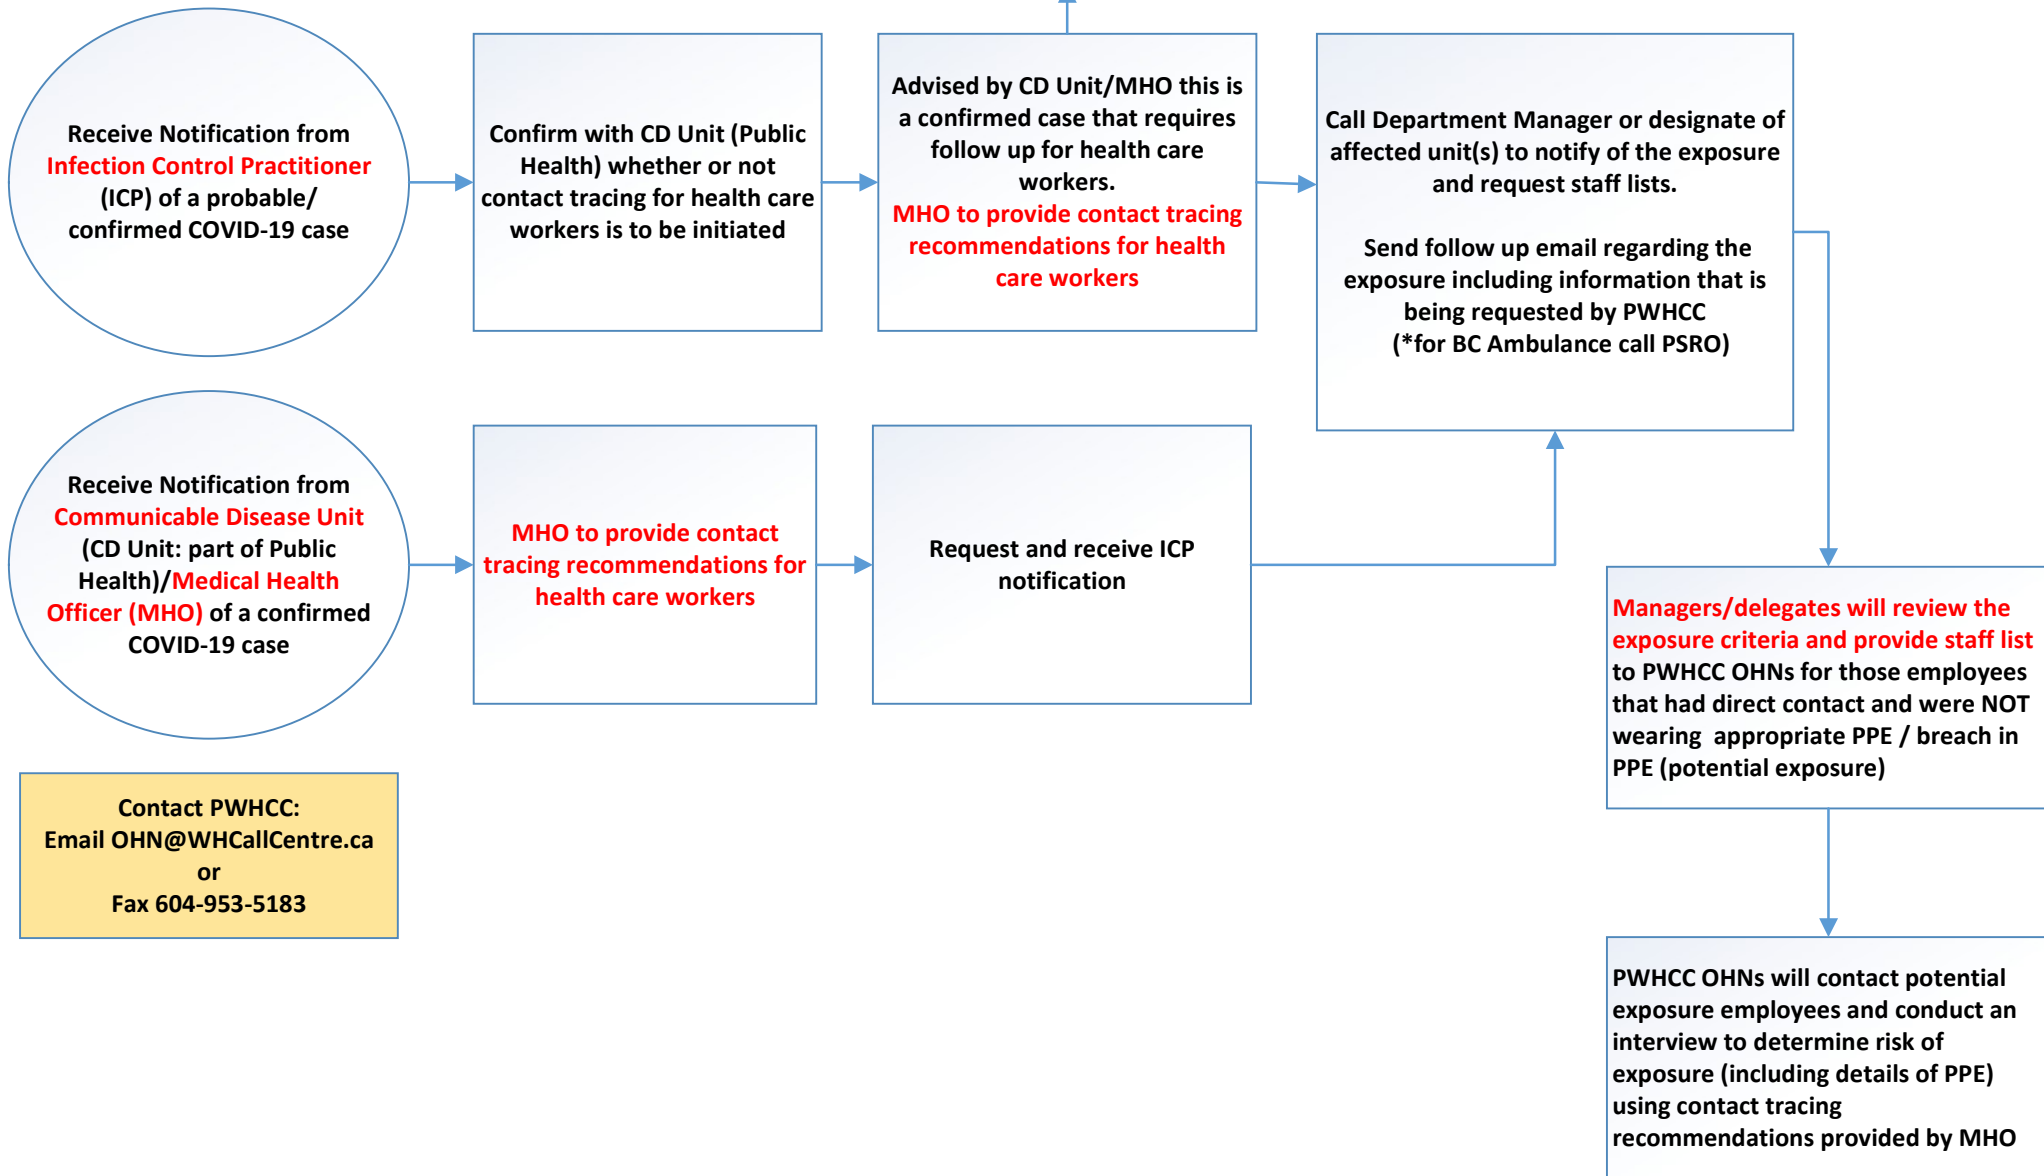 Receive Notification from
Infection Control Practitioner
(ICP) of a probable/
confirmed COVID-19 case
Confirm with CD Unit (Public
Health) whether or not
contact tracing for health care
workers is to be initiated
Advised by CD Unit/MHO this is
a confirmed case that requires
follow up for health care
workers.
MHO to provide contact tracing
recommendations for health
care workers
Call Department Manager or designate of
affected unit(s) to notify of the exposure
and request staff lists.
Send follow up email regarding the
exposure including information that is
being requested by PWHCC
(*for BC Ambulance call PSRO)
Receive Notification from
Communicable Disease Unit
(CD Unit: part of Public
Health)/Medical Health
Officer (MHO) of a confirmed
COVID-19 case
MHO to provide contact
tracing recommendations for
health care workers
Request and receive ICP
notification
Managers/delegates will review the
exposure criteria and provide staff list
to PWHCC OHNs for those employees
that had direct contact and were NOT
wearing  appropriate PPE / breach in
PPE (potential exposure)
Contact PWHCC:
Email OHN@WHCallCentre.ca
or
Fax 604-953-5183
PWHCC OHNs will contact potential
exposure employees and conduct an
interview to determine risk of
exposure (including details of PPE)
using contact tracing
recommendations provided by MHO